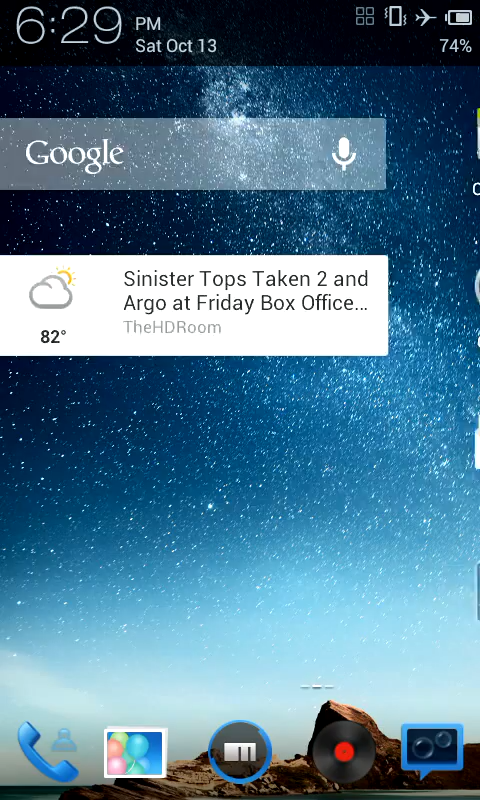 6:29
PM
Sat Oct 13
74%
Google
Sinister Tops Taken 2 and
Argo at Friday Box Office...
TheHDRoom
82°